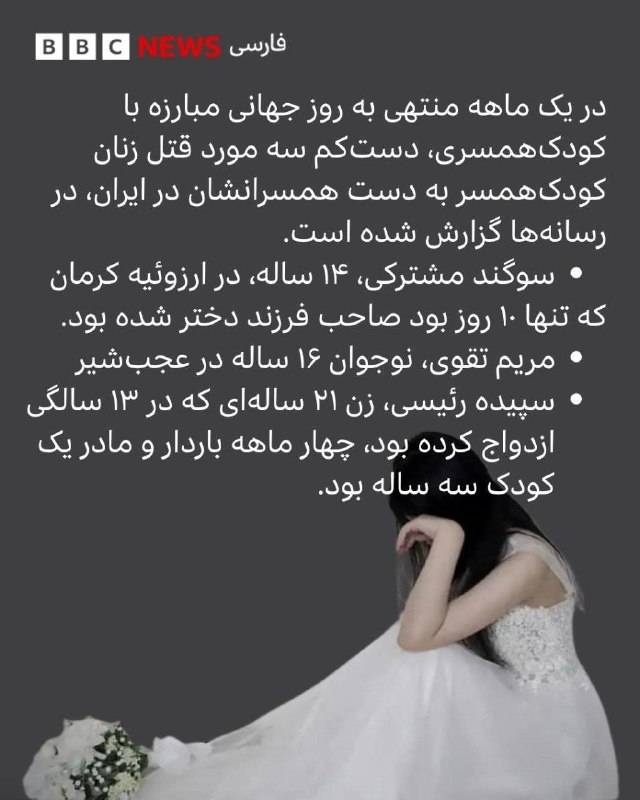 BBC NEWS فارسی
در یک ماهه منتهی به روز جهانی مبارزه با
کودک‌همسری، دست‌کم سه مورد قتل زنان
کودک‌همسر به دست همسرانشان در ایران، در
رسانه‌ها گزارش شده است.
• سوگند مشترکی، ۱۴ ساله، در ارزوئیه کرمان
که تنها ۱۰ روز بود صاحب فرزند دختر شده بود.
• مریم تقوی، نوجوان ۱۶ ساله در عجب‌شیر
• سپیده رئیسی، زن ۲۱ ساله‌ای که در ۱۳ سالگی
ازدواج کرده بود، چهار ماهه باردار و مادر یک
کودک سه ساله بود.